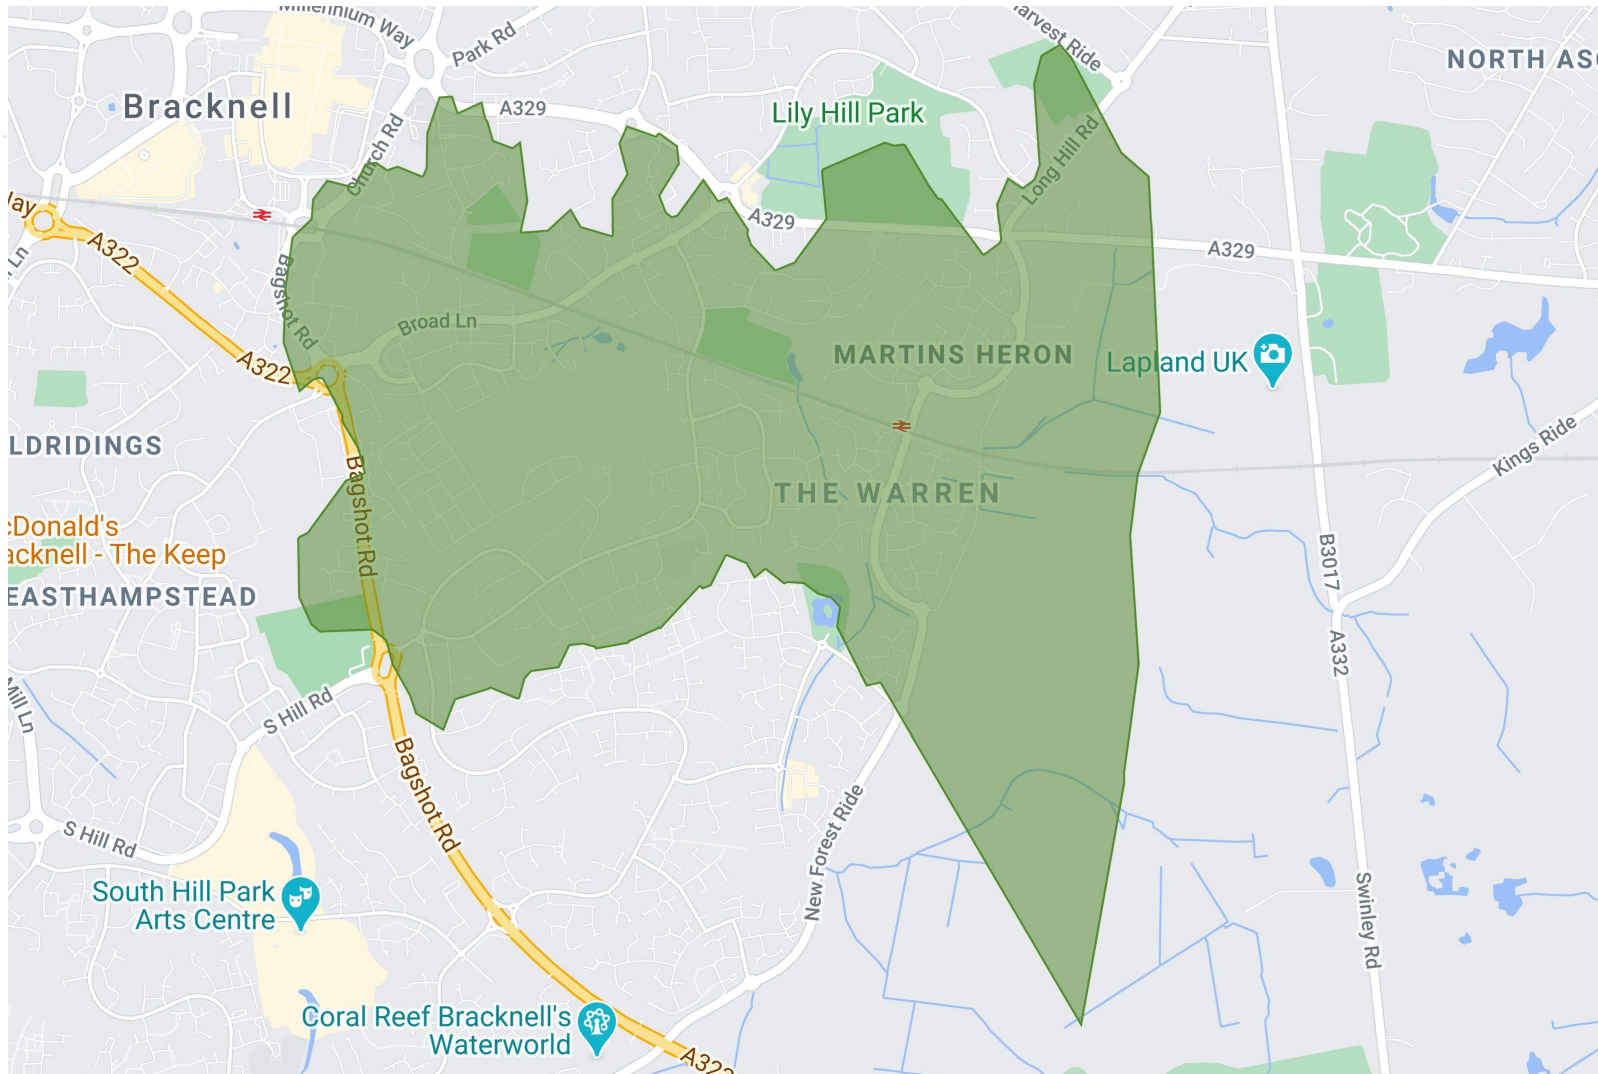 Millennium Way
Park Rd
Harvest Ride
NORTH ASC
Bracknell
A329
Lily Hill Park
Church Rd
Long Hill Rd
A329
A329
A322
Bagshot Rd
Broad Ln
MARTINS HERON
Lapland UK
A322
LDRIDINGS
Kings Ride
Bagshot Rd
THE WARREN
cDonald's
acknell - The Keep
B3017
EASTHAMPSTEAD
A332
Mill Ln
S Hill Rd
Bagshot Rd
S Hill Rd
New Forest Ride
South Hill Park
Arts Centre
Swinley Rd
Coral Reef Bracknell's
Waterworld
A322